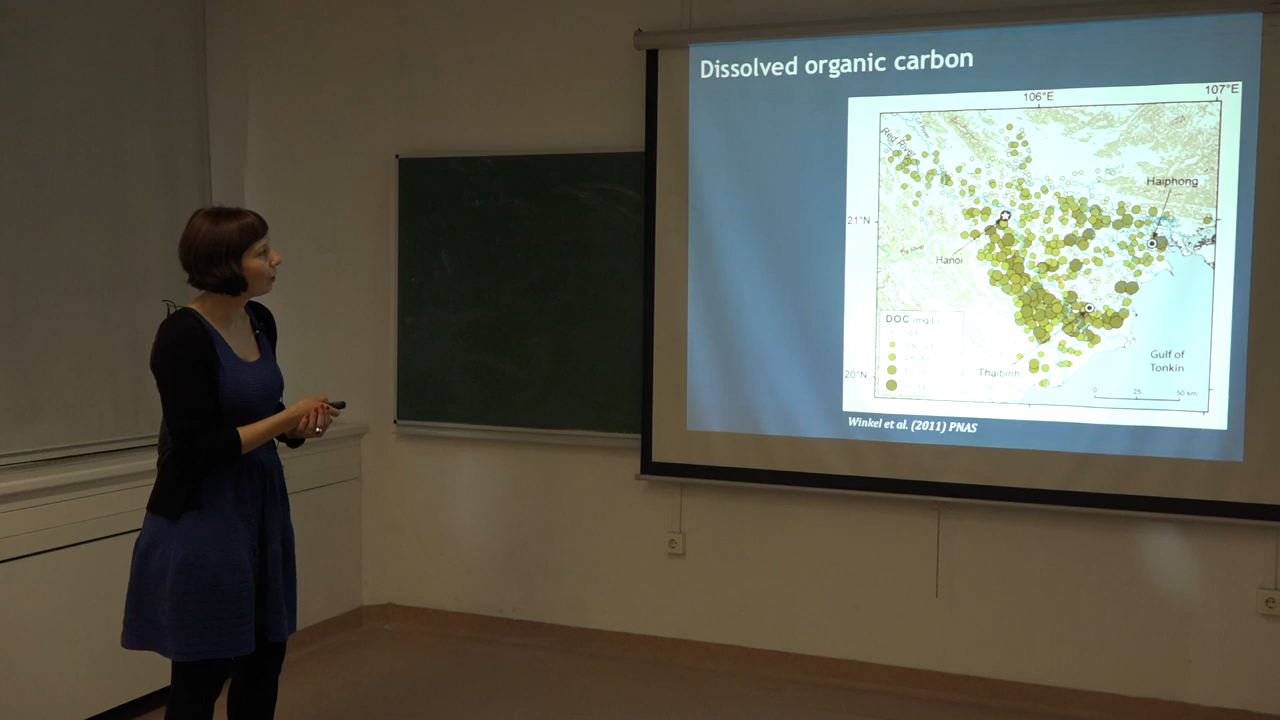 Dissolved organic carbon
106°E
107°E
Red River
Haiphong
21°N
Hanoi
DOC (mg/L)
Gulf of
Tonkin
20°N
Thaibinh
0 25 50 km
Winkel et al. (2011) PNAS